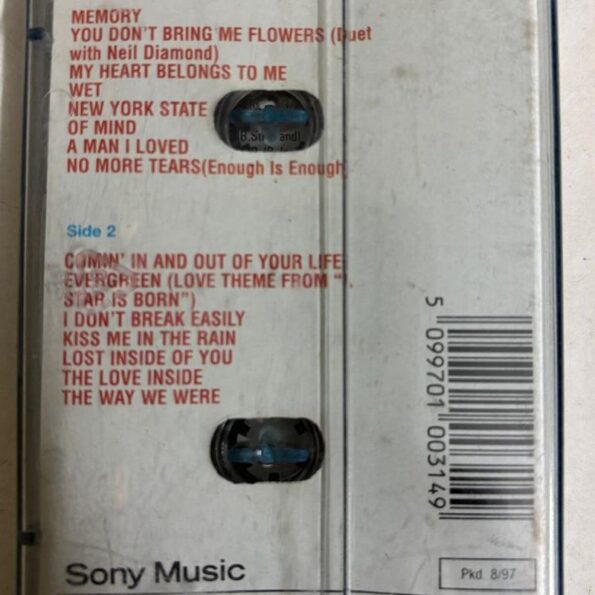 MEMORY
YOU DON'T BRING ME FLOWERS (Duet
with Neil Diamond)
MY HEART BELONGS TO ME
WET
NEW YORK STATE
OF MIND
A MAN I LOVED
NO MORE TEARS(Enough Is Enough
Side 2
COMIN' IN AND OUT OF YOUR LIFE
EVERGREEN (LOVE THEME FROM "
STAR IS BORN")
I DON'T BREAK EASILY
KISS ME IN THE RAIN
LOST INSIDE OF YOU
THE LOVE INSIDE
THE WAY WE WERE
5 099701 003149
Sony Music
Pkd. 8/97